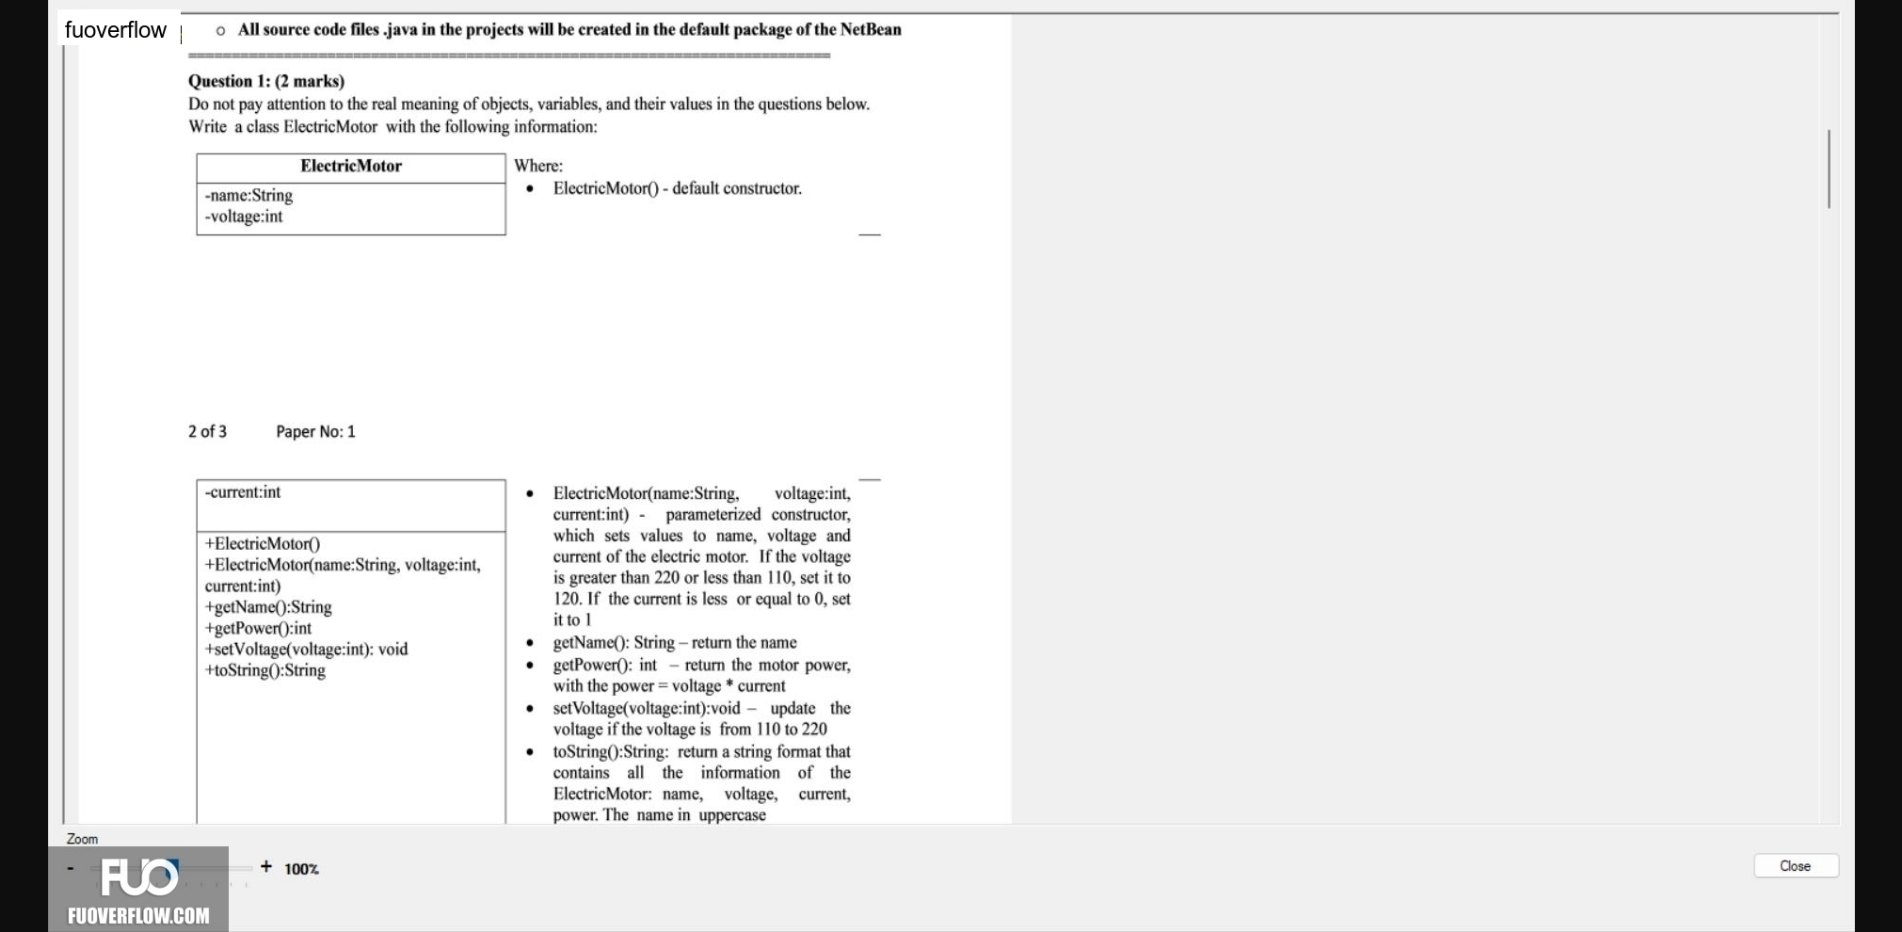 fuoverflow
o All source code files .java in the projects will be created in the default package of the NetBean
Question 1: (2 marks)
Do not pay attention to the real meaning of objects, variables, and their values in the questions below.
Write a class ElectricMotor with the following information:
ElectricMotor
-name:String
-voltage:int
Where:
• ElectricMotor() - default constructor.
2 of 3 Paper No: 1
-current:int
+ElectricMotor()
+ElectricMotor(name:String, voltage:int,
current:int)
+getName():String
+getPower():int
+setVoltage(voltage:int): void
+toString():String
• ElectricMotor(name:String, voltage:int,
current:int) - parameterized constructor,
which sets values to name, voltage and
current of the electric motor. If the voltage
is greater than 220 or less than 110, set it to
120. If the current is less or equal to 0, set
it to 1
• getName(): String – return the name
• getPower(): int – return the motor power,
with the power = voltage * current
• setVoltage(voltage:int):void – update the
voltage if the voltage is from 110 to 220
• toString():String: return a string format that
contains all the information of the
ElectricMotor: name, voltage, current,
power. The name in uppercase
Zoom
- + 100%
Close
FUO
FUOVERFLOW.COM